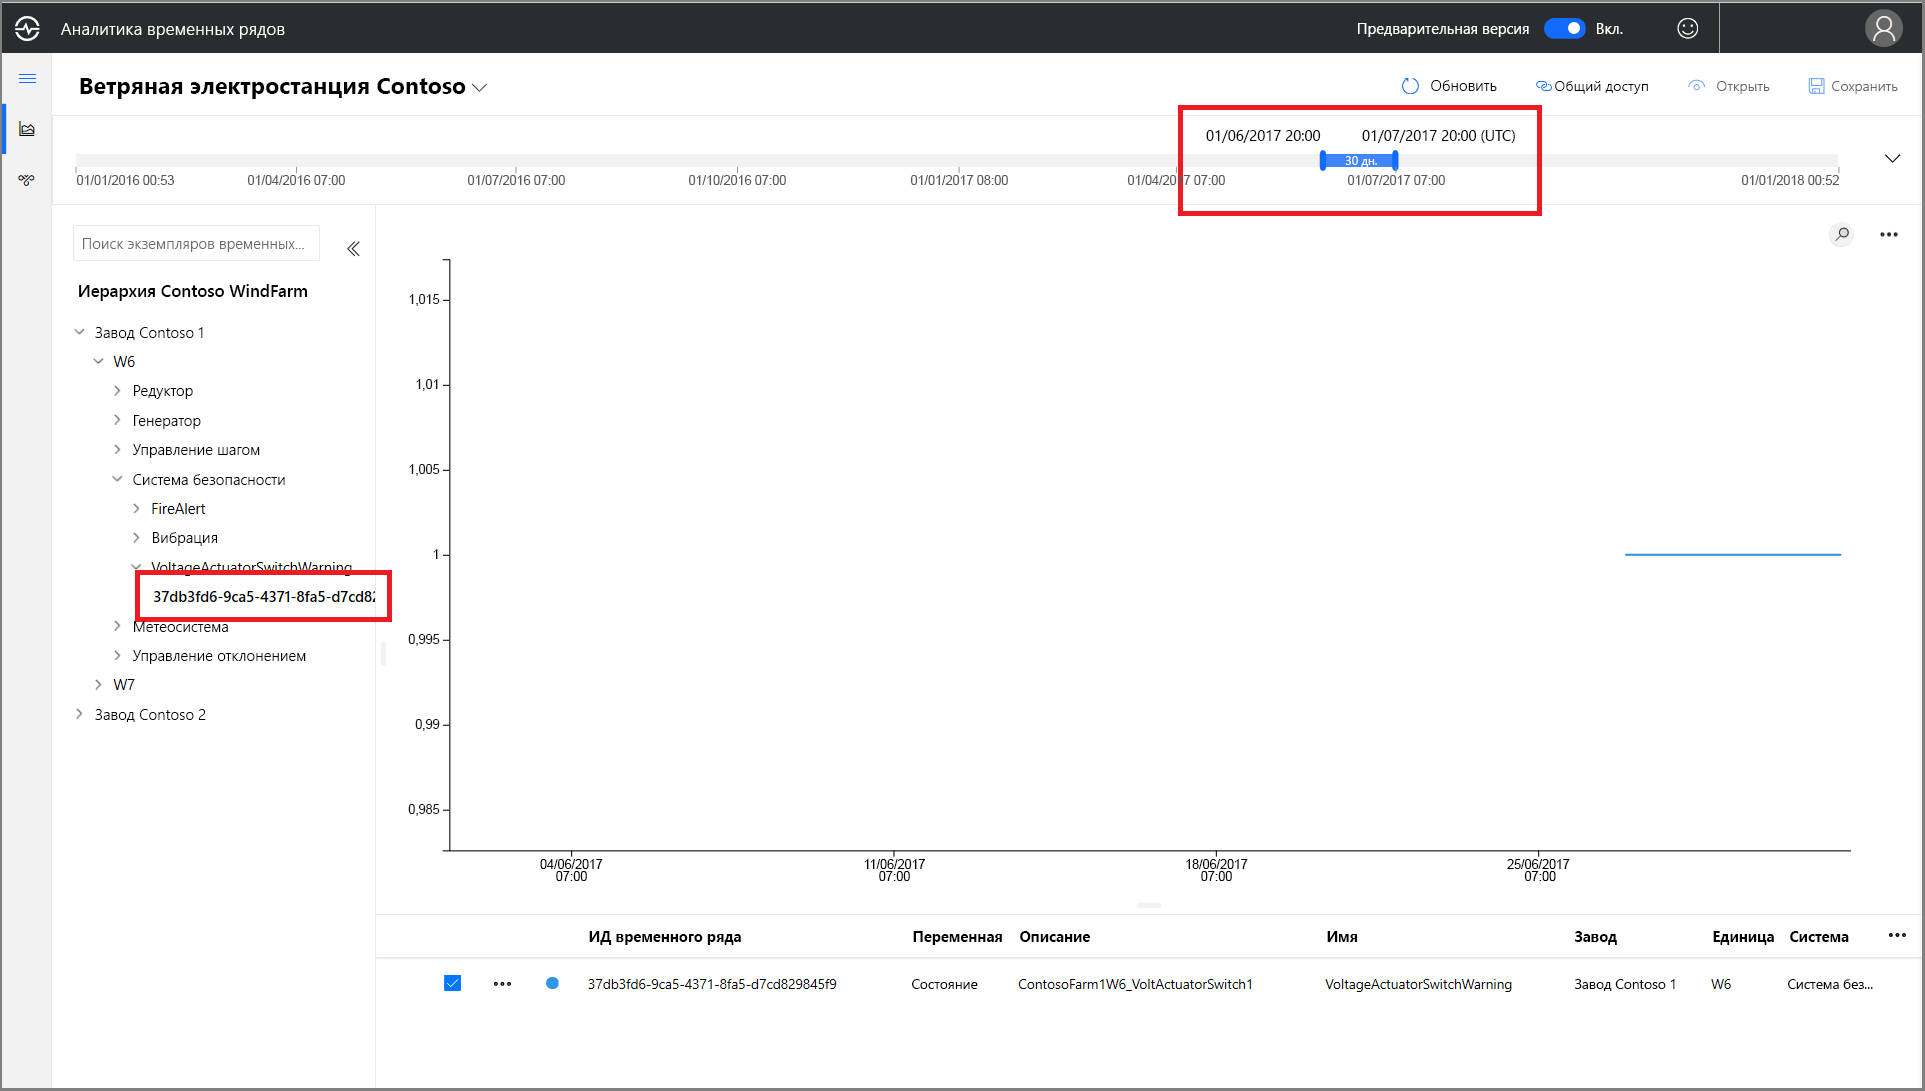 Аналитика временных рядов
Предварительная версия Вкл.
Ветряная электростанция Contoso
Обновить Общий доступ Открыть Сохранить
01/06/2017 20:00 01/07/2017 20:00 (UTC)
30 дн.
01/01/2016 00:53 01/04/2016 07:00 01/07/2016 07:00 01/10/2016 07:00 01/01/2017 08:00 01/04/2017 07:00 01/07/2017 07:00 01/01/2018 00:52
Поиск экземпляров временных...
Иерархия Contoso WindFarm
Завод Contoso 1
W6
Редуктор
Генератор
Управление шагом
Система безопасности
FireAlert
Вибрация
VoltageActuatorSwitchWarning
37db3fd6-9ca5-4371-8fa5-d7cd82
Метеосистема
Управление отклонением
W7
Завод Contoso 2
1,015
1,01
1,005
1
0,995
0,99
0,985
04/06/2017 11/06/2017 18/06/2017 25/06/2017
07:00 07:00 07:00 07:00
ИД временного ряда Переменная Описание Имя Завод Единица Система
37db3fd6-9ca5-4371-8fa5-d7cd829845f9 Состояние ContosoFarm1W6_VoltActuatorSwitch1 VoltageActuatorSwitchWarning Завод Contoso 1 W6 Система без...